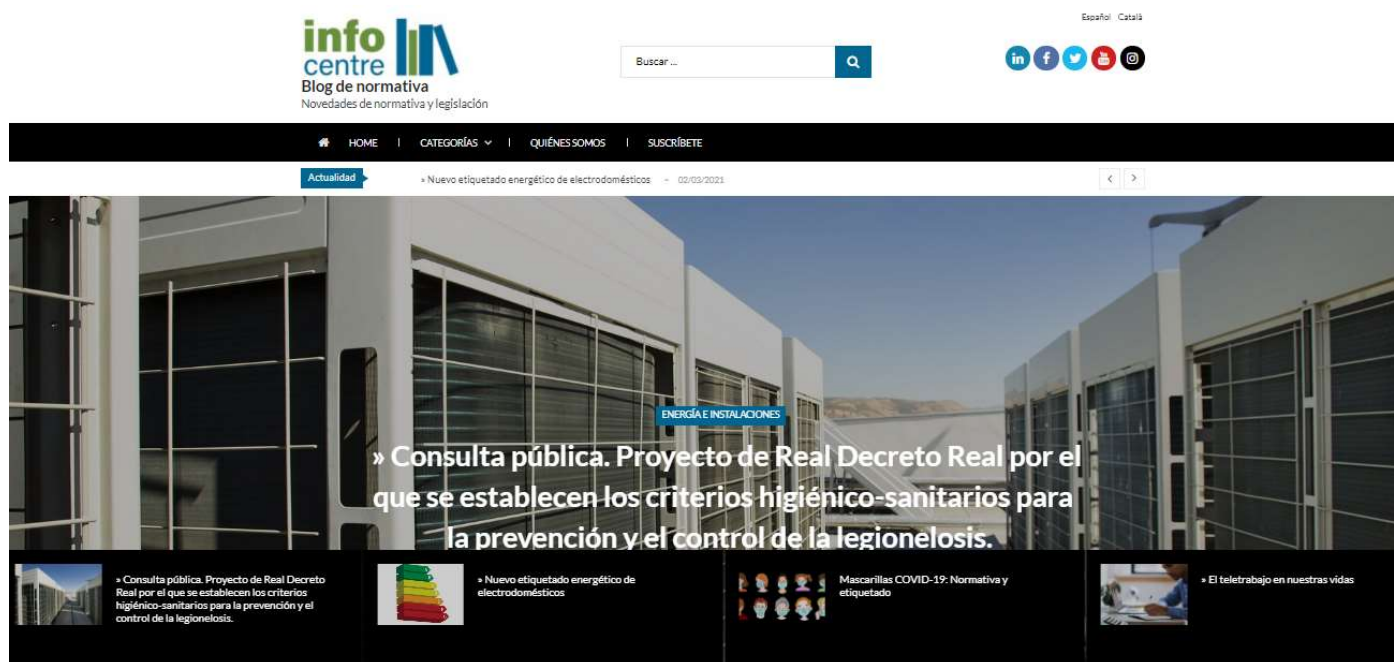 Español Català
info
centre
Blog de normativa
Novedades de normativa y legislación
Buscar ...
HOME | CATEGORÍAS | QUIÉNES SOMOS | SUSCRÍBETE
Actualidad
» Nuevo etiquetado energético de electrodomésticos – 02/03/2021
ENERGÍA E INSTALACIONES
» Consulta pública. Proyecto de Real Decreto Real por el
que se establecen los criterios higiénico-sanitarios para
la prevención y el control de la legionelosis.
» Consulta pública. Proyecto de Real Decreto
Real por el que se establecen los criterios
higiénico-sanitarios para la prevención y el
control de la legionelosis.
» Nuevo etiquetado energético de
electrodomésticos
Mascarillas COVID-19: Normativa y
etiquetado
» El teletrabajo en nuestras vidas